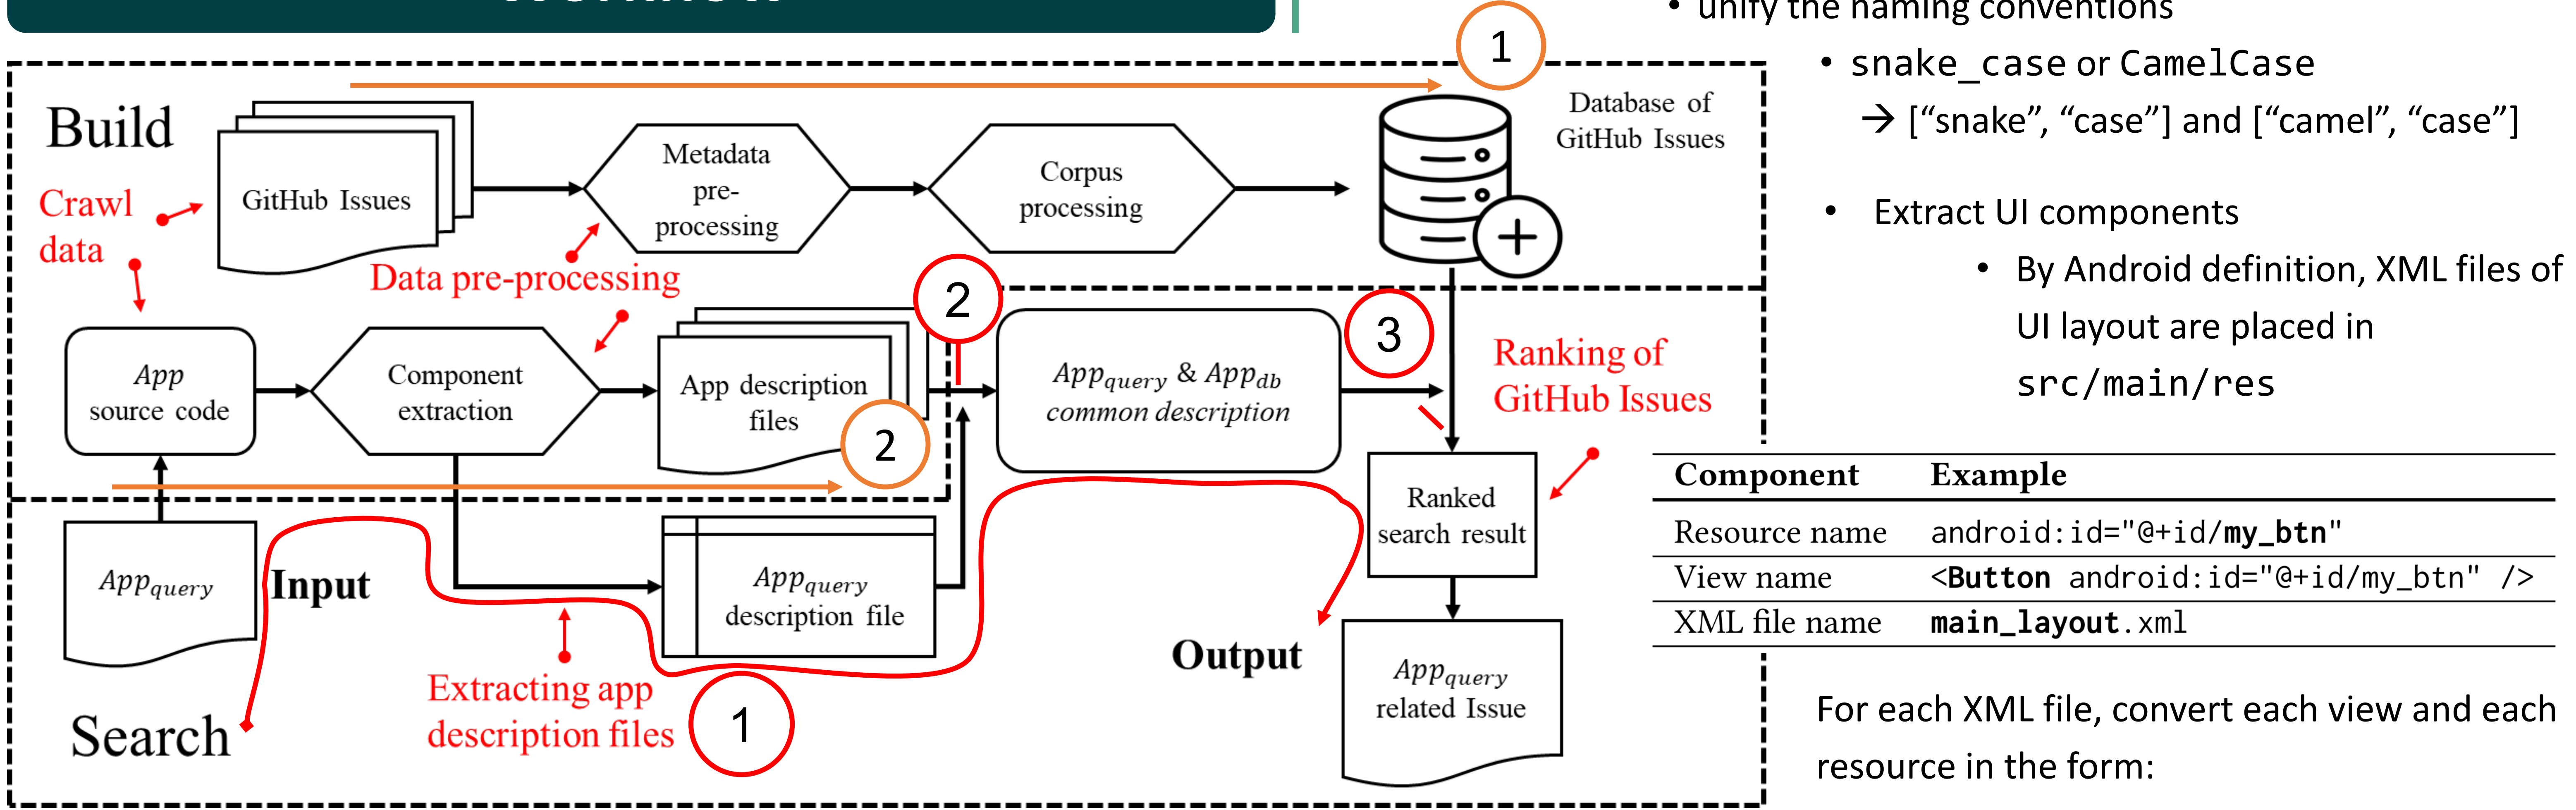 unify the naming conventions
• snake_case or CamelCase
→ [“snake”, “case”] and [“camel”, “case”]
• Extract UI components
• By Android definition, XML files of
UI layout are placed in
src/main/res
Component Example
Resource name android:id="@+id/my_btn"
View name <Button android:id="@+id/my_btn" />
XML file name main_layout.xml
For each XML file, convert each view and each
resource in the form:
1
Build
GitHub Issues
Metadata
pre-
processing
Corpus
processing
Database of
GitHub Issues
Crawl
data
Data pre-processing
2
3
App
source code
Component
extraction
App description
files
2
App_query & App_db
common description
Ranking of
GitHub Issues
Ranked
search result
App_query
Input
App_query
description file
Output
App_query
related Issue
Extracting app
description files
1
Search